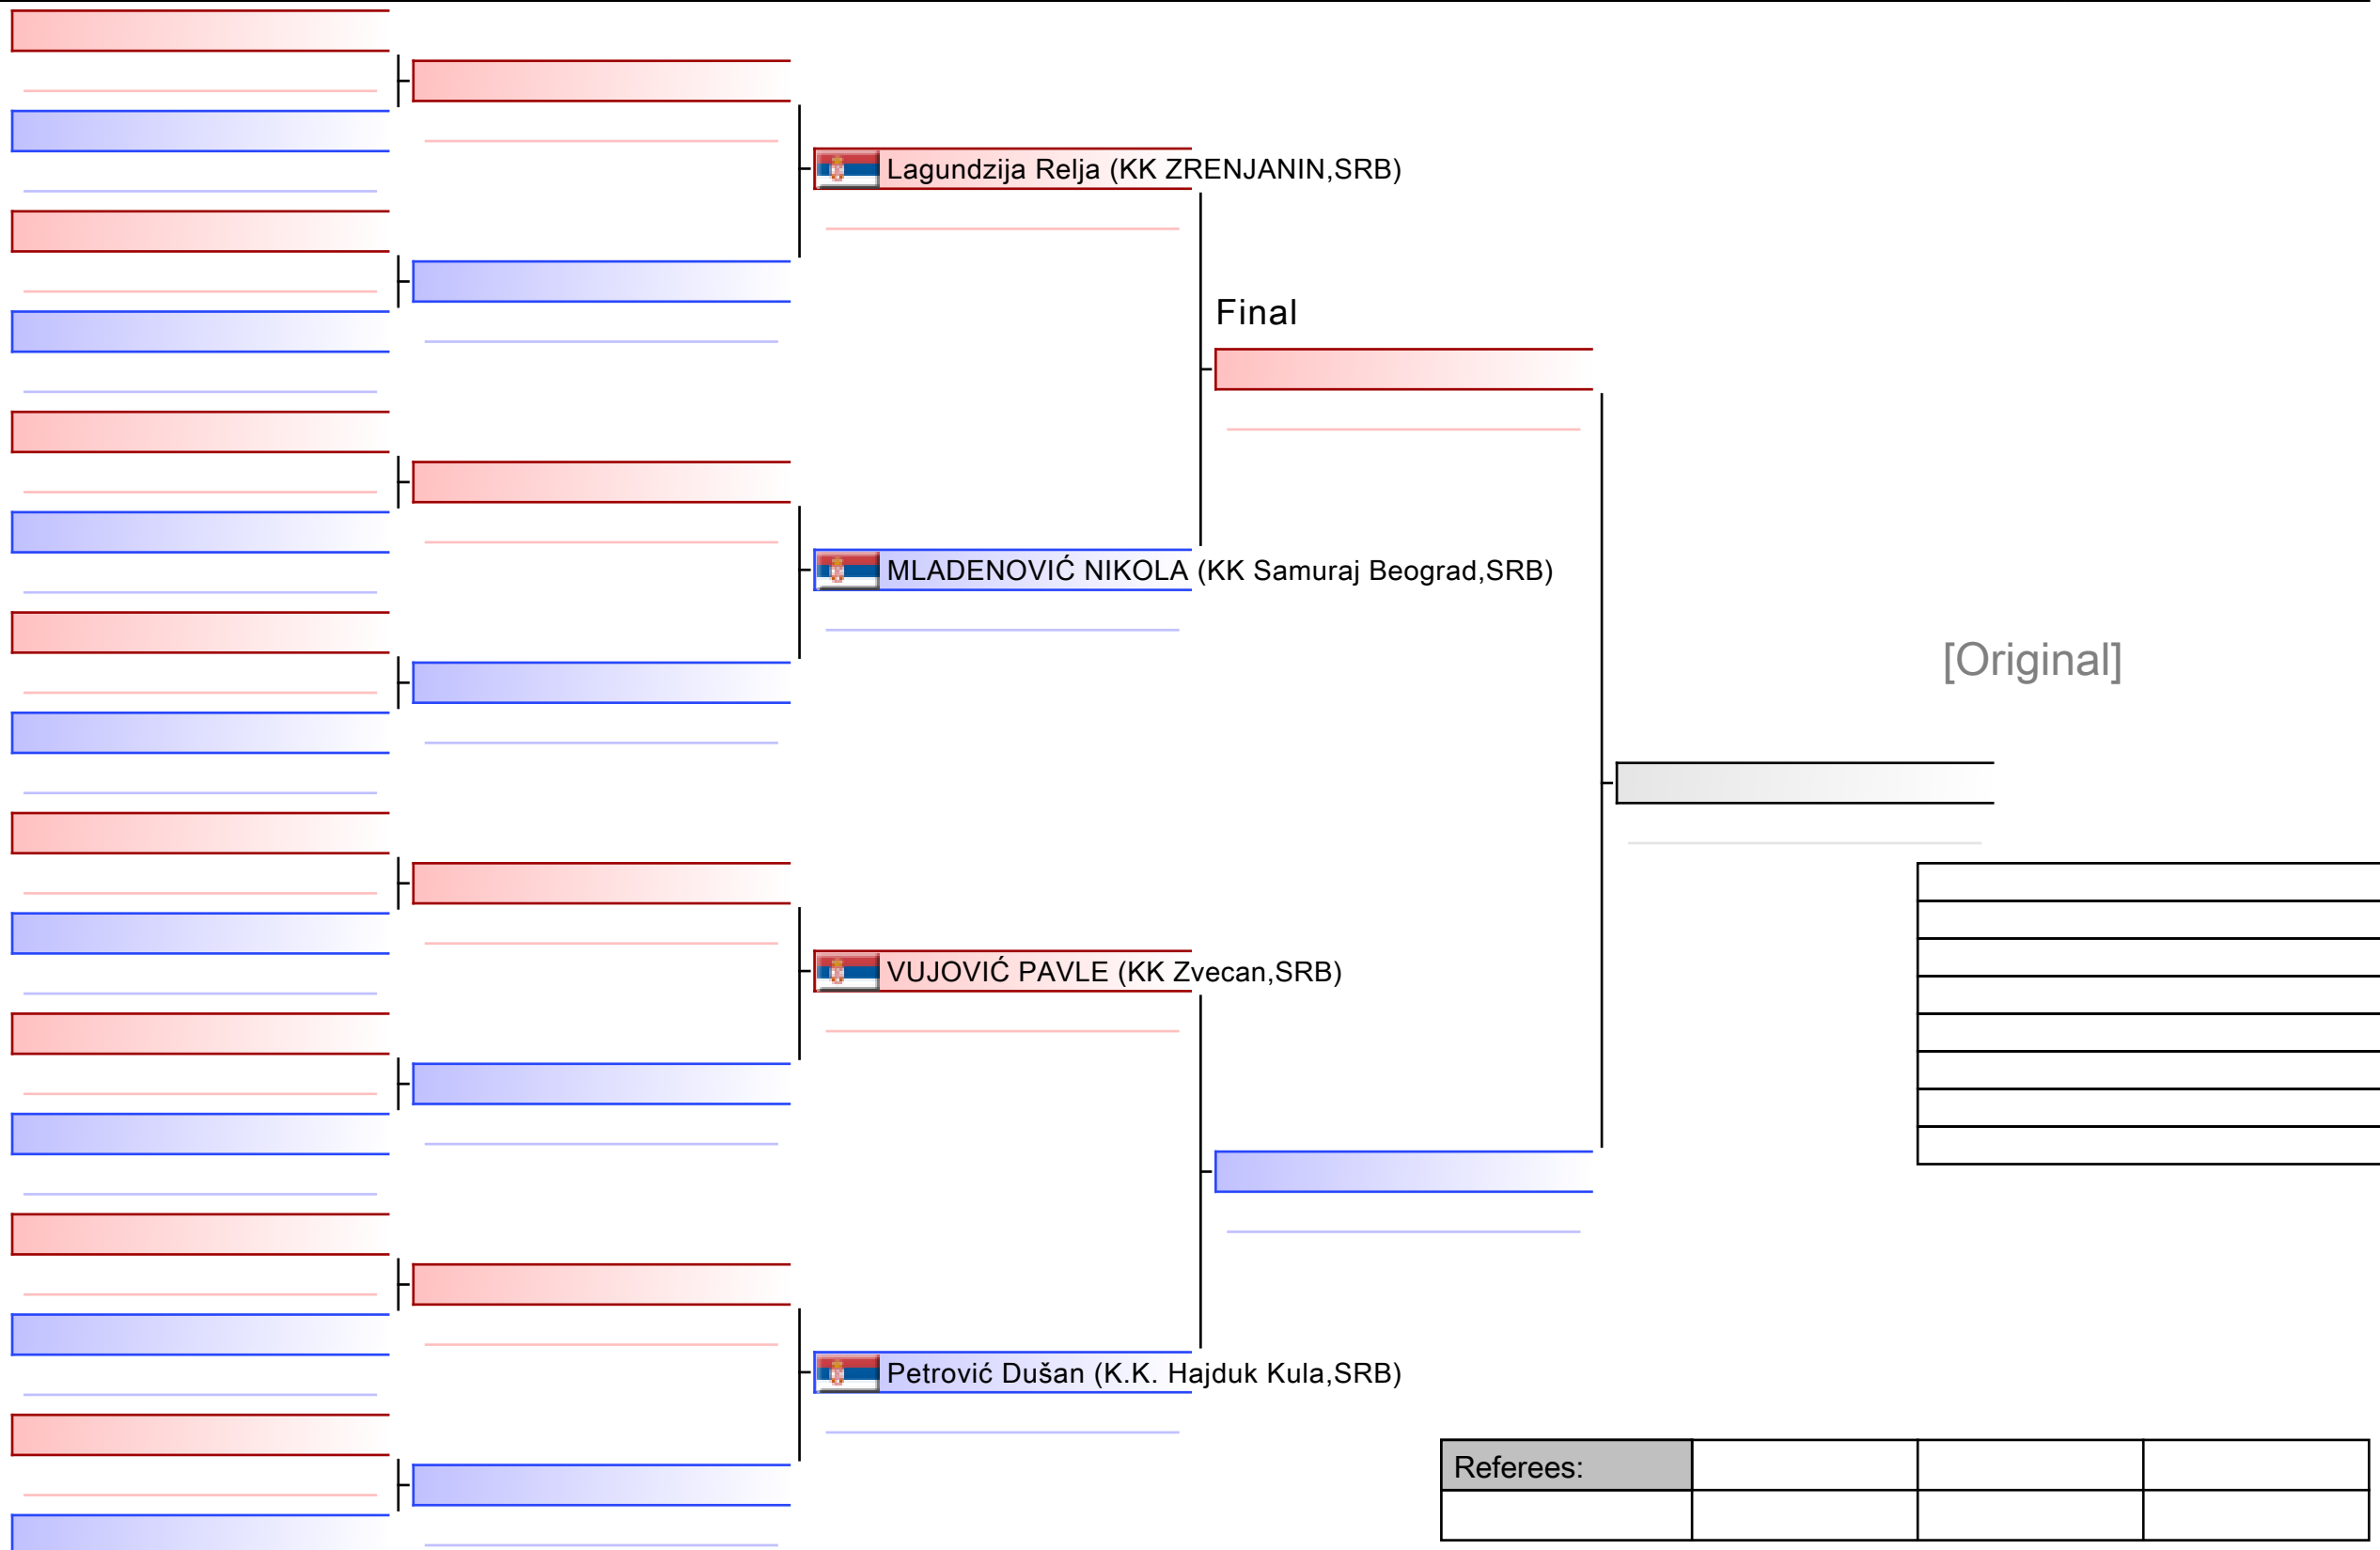 Lagundzija Relja (KK ZRENJANIN,SRB)
Final
MLADENOVIĆ NIKOLA (KK Samuraj Beograd,SRB)
[Original]
VUJOVIĆ PAVLE (KK Zvecan,SRB)
Petrović Dušan (K.K. Hajduk Kula,SRB)
Referees: